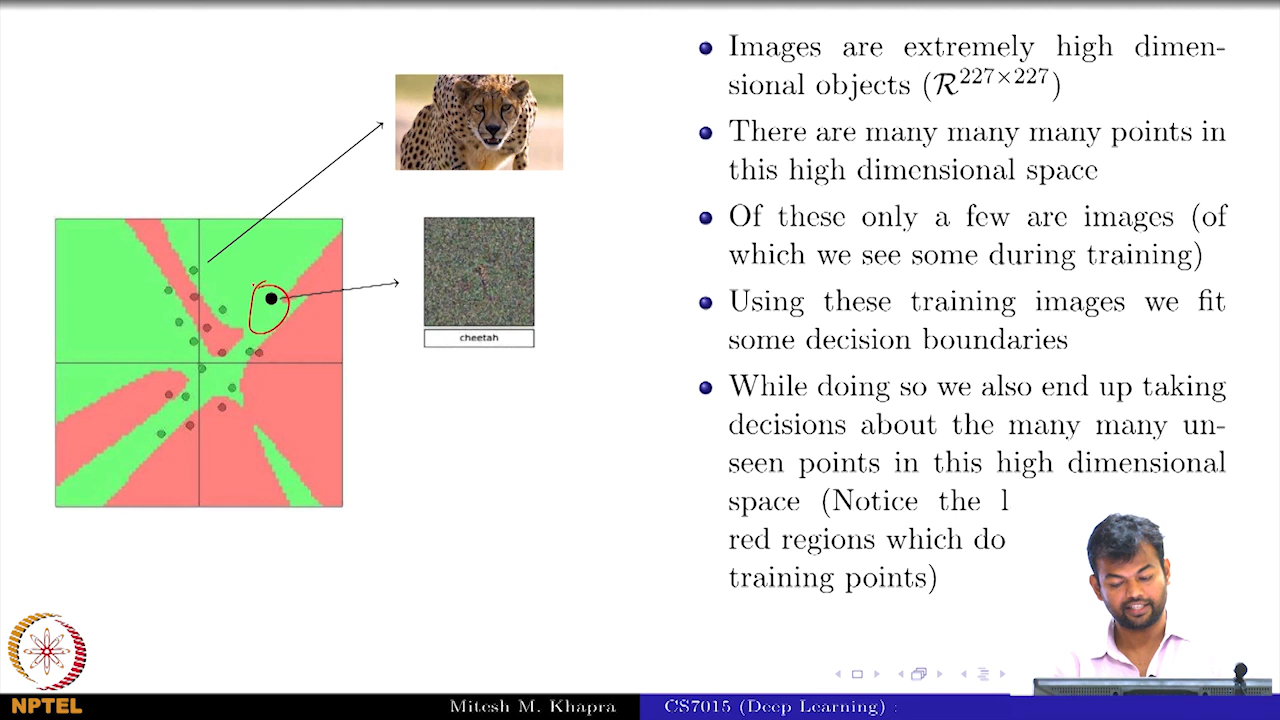 Images are extremely high dimen-
sional objects (ℛ^{227×227})
There are many many many points in
this high dimensional space
Of these only a few are images (of
which we see some during training)
Using these training images we fit
some decision boundaries
While doing so we also end up taking
decisions about the many many un-
seen points in this high dimensional
space (Notice the l
red regions which do
training points)
cheetah
NPTEL
Mitesh M. Khapra
CS7015 (Deep Learning) :